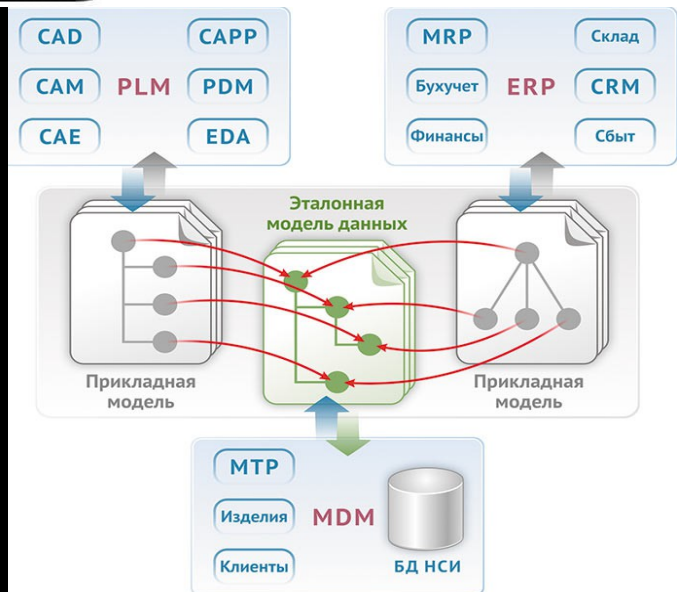 CAD
CAPP
CAM
PLM
PDM
CAE
EDA
MRP
Склад
Бухучет
ERP
CRM
Финансы
Сбыт
Эталонная
модель данных
Прикладная
модель
Прикладная
модель
МТР
Изделия
MDM
Клиенты
БД НСИ